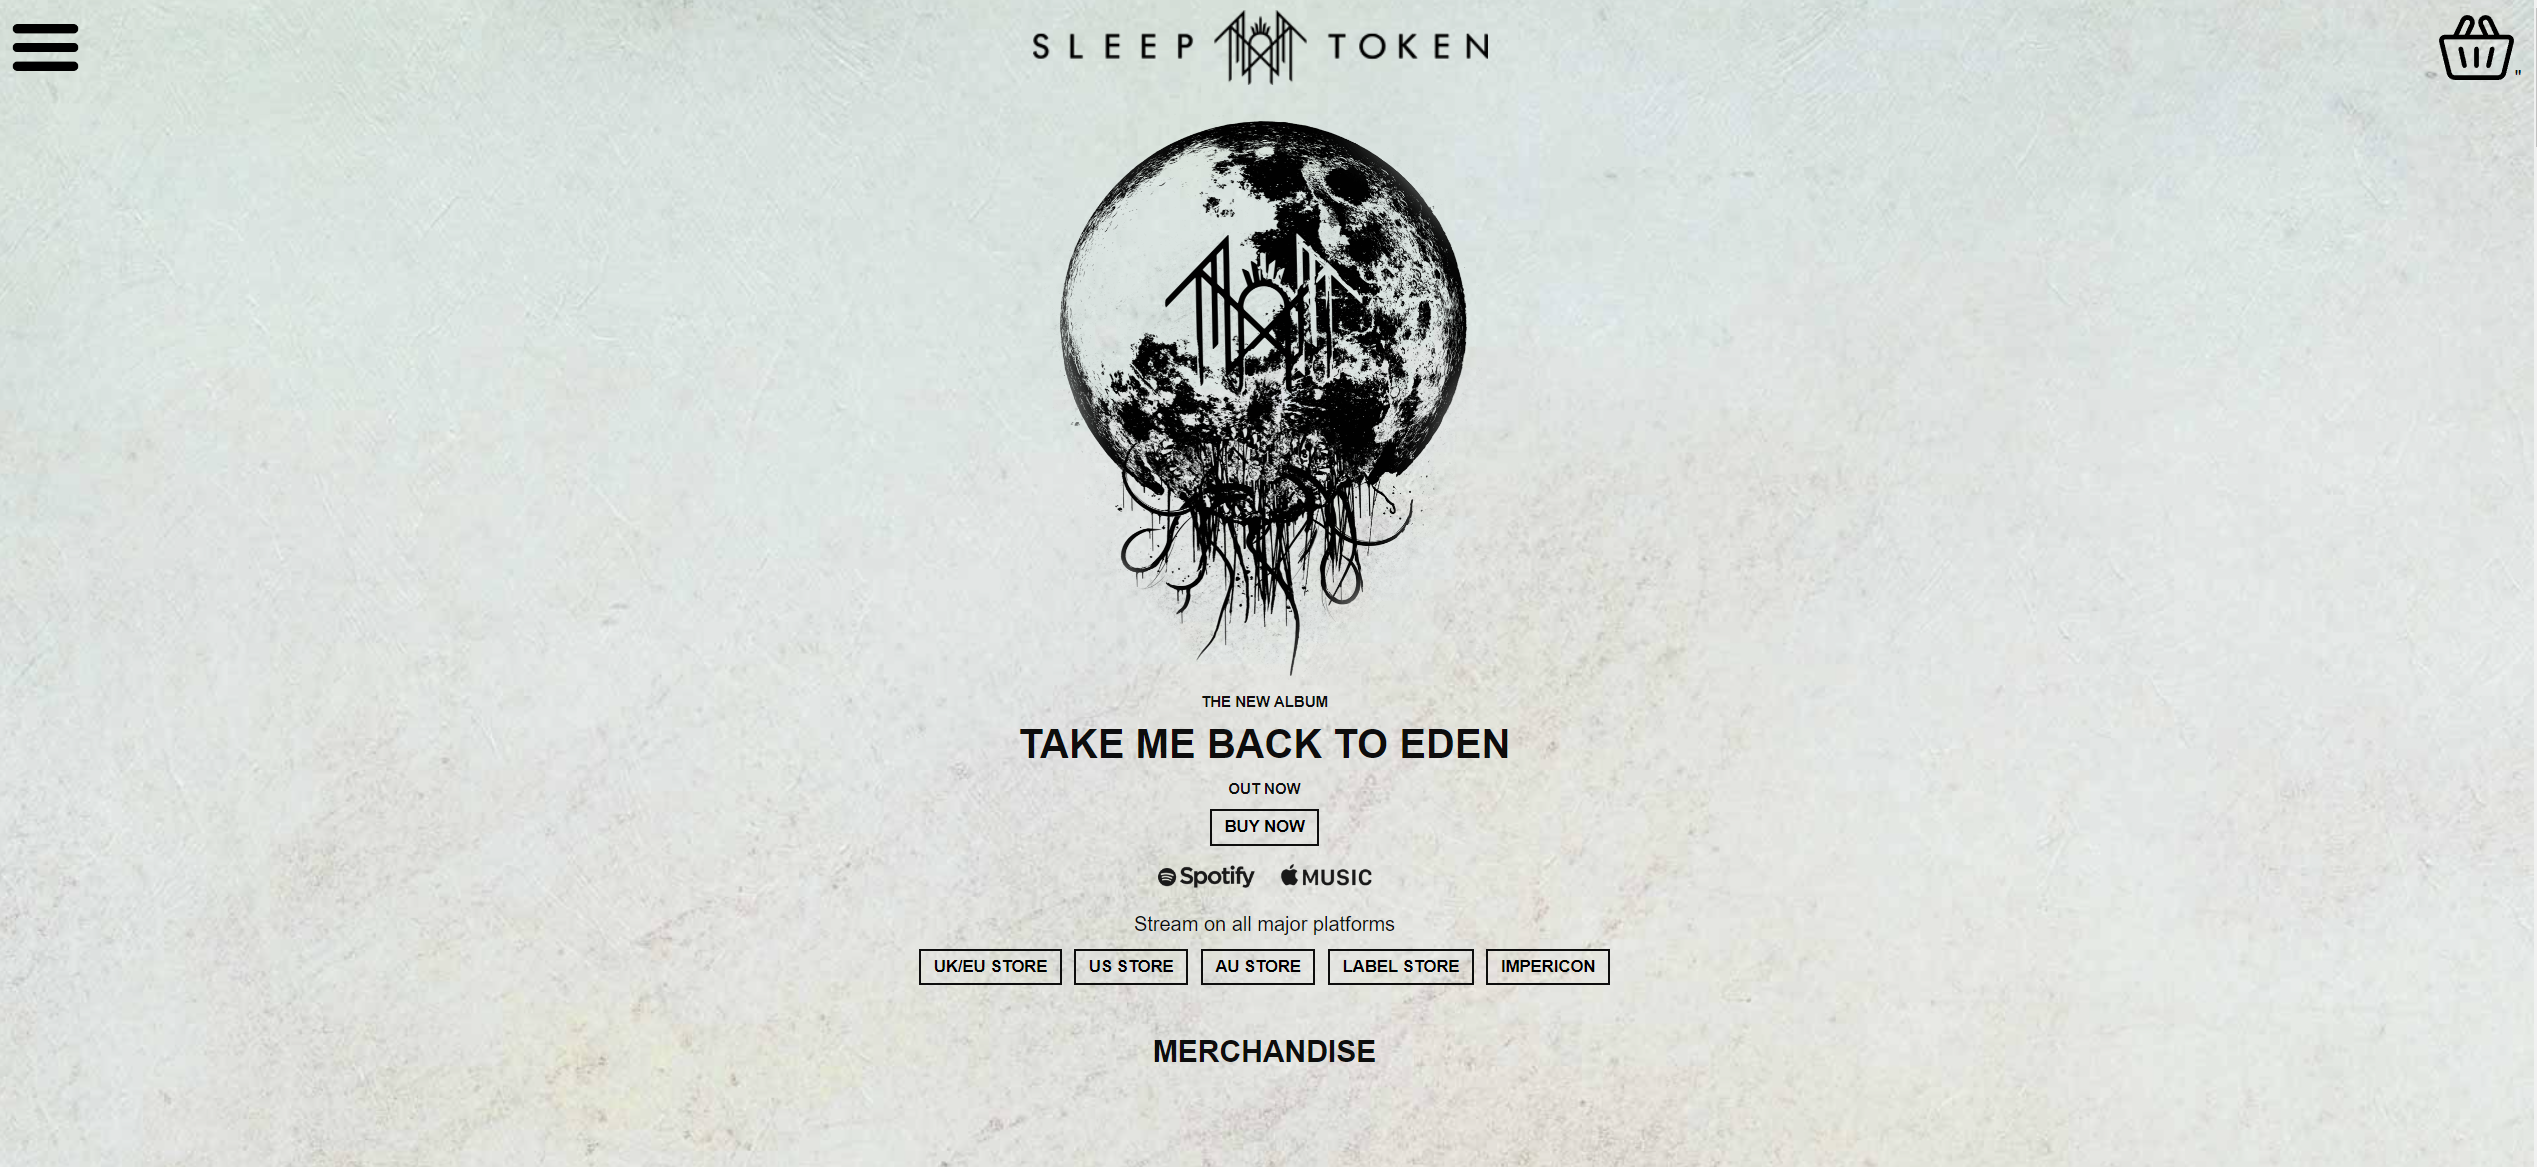 SLEEP TOKEN
"
THE NEW ALBUM
TAKE ME BACK TO EDEN
OUT NOW
BUY NOW
Spotify MUSIC
Stream on all major platforms
UK/EU STORE US STORE AU STORE LABEL STORE IMPERICON
MERCHANDISE